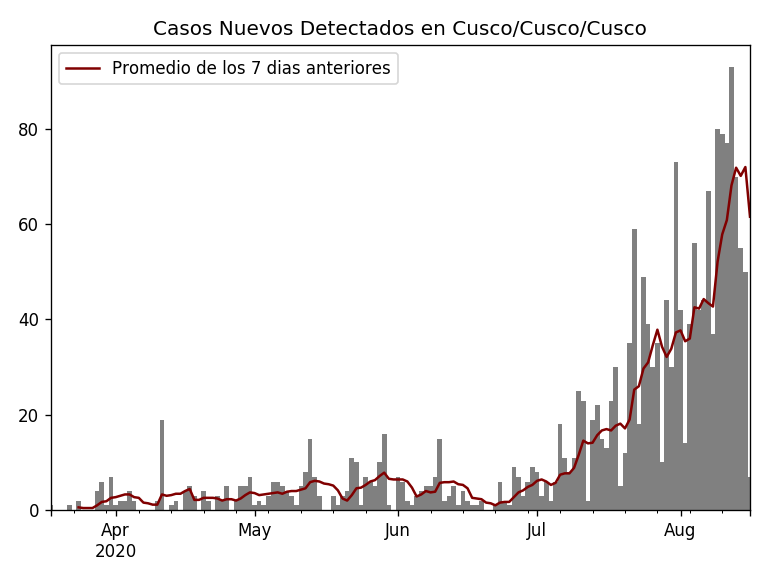 Casos Nuevos Detectados en Cusco/Cusco/Cusco
Promedio de los 7 dias anteriores
80
60
40
20
0
Apr May Jun Jul Aug
2020